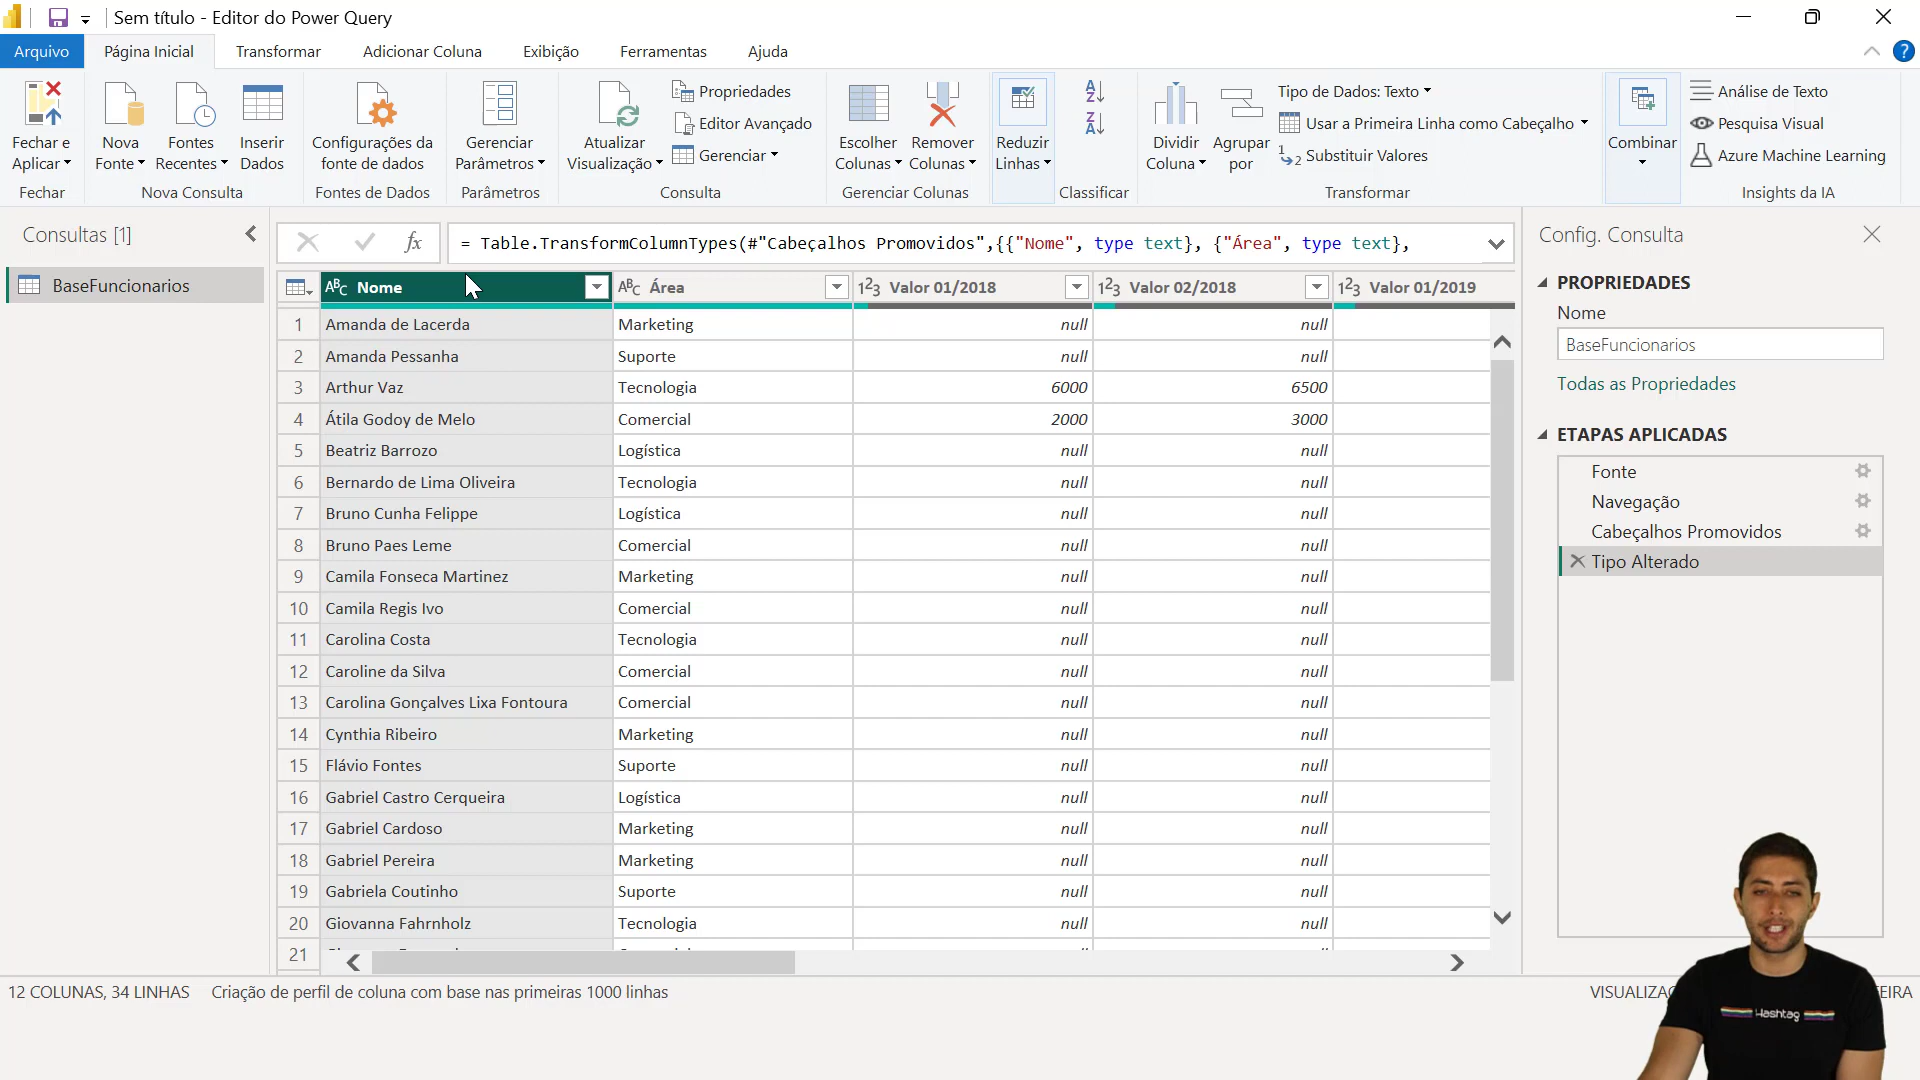 Sem título - Editor do Power Query
Arquivo
Página Inicial
Transformar
Adicionar Coluna
Exibição
Ferramentas
Ajuda
Fechar e Aplicar
Nova Fonte
Fontes Recentes
Inserir Dados
Configurações da fonte de dados
Gerenciar Parâmetros
Atualizar Visualização
Propriedades
Editor Avançado
Gerenciar
Escolher Colunas
Remover Colunas
Reduzir Linhas
Dividir Coluna
Agrupar por
Tipo de Dados: Texto
Usar a Primeira Linha como Cabeçalho
Substituir Valores
Combinar
Análise de Texto
Pesquisa Visual
Azure Machine Learning
Fechar
Nova Consulta
Fontes de Dados
Parâmetros
Consulta
Gerenciar Colunas
Classificar
Transformar
Insights da IA
Consultas [1]
BaseFuncionarios
fx
= Table.TransformColumnTypes(#"Cabeçalhos Promovidos",{{"Nome", type text}, {"Área", type text},
ABC Nome ABC Área 123 Valor 01/2018 123 Valor 02/2018 123 Valor 01/2019
1 Amanda de Lacerda Marketing null null
2 Amanda Pessanha Suporte null null
3 Arthur Vaz Tecnologia 6000 6500
4 Átila Godoy de Melo Comercial 2000 3000
5 Beatriz Barrozo Logística null null
6 Bernardo de Lima Oliveira Tecnologia null null
7 Bruno Cunha Felippe Logística null null
8 Bruno Paes Leme Comercial null null
9 Camila Fonseca Martinez Marketing null null
10 Camila Regis Ivo Comercial null null
11 Carolina Costa Tecnologia null null
12 Caroline da Silva Comercial null null
13 Carolina Gonçalves Lixa Fontoura Comercial null null
14 Cynthia Ribeiro Marketing null null
15 Flávio Fontes Suporte null null
16 Gabriel Castro Cerqueira Logística null null
17 Gabriel Cardoso Marketing null null
18 Gabriel Pereira Marketing null null
19 Gabriela Coutinho Suporte null null
20 Giovanna Fahrnholz Tecnologia null null
21
Config. Consulta
PROPRIEDADES
Nome
BaseFuncionarios
Todas as Propriedades
ETAPAS APLICADAS
Fonte
Navegação
Cabeçalhos Promovidos
Tipo Alterado
Hashtag
12 COLUNAS, 34 LINHAS
Criação de perfil de coluna com base nas primeiras 1000 linhas